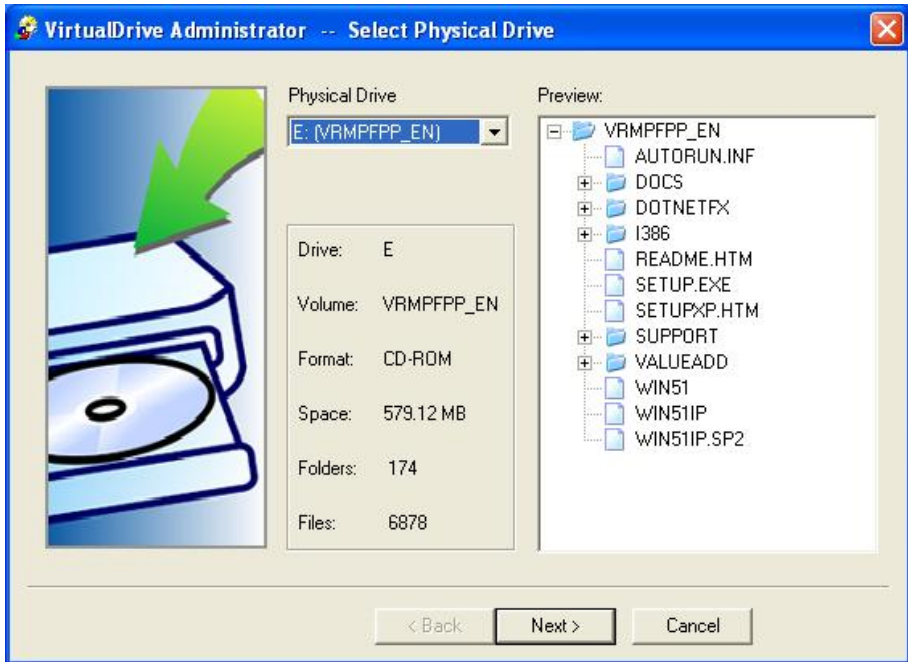 VirtualDrive Administrator -- Select Physical Drive
Physical Drive
E: (VRMPFPP_EN)
Drive: E
Volume: VRMPFPP_EN
Format: CD-ROM
Space: 579.12 MB
Folders: 174
Files: 6878
Preview:
VRMPFPP_EN
AUTORUN.INF
DOCS
DOTNETFX
I386
README.HTM
SETUP.EXE
SETUPXP.HTM
SUPPORT
VALUEADD
WIN51
WIN51IP
WIN51IP.SP2
< Back Next > Cancel